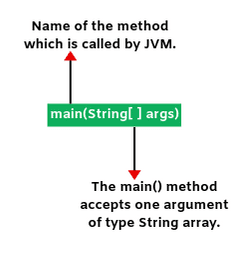 Name of the method
which is called by JVM.
main(String[ ] args)
The main() method
accepts one argument
of type String array.